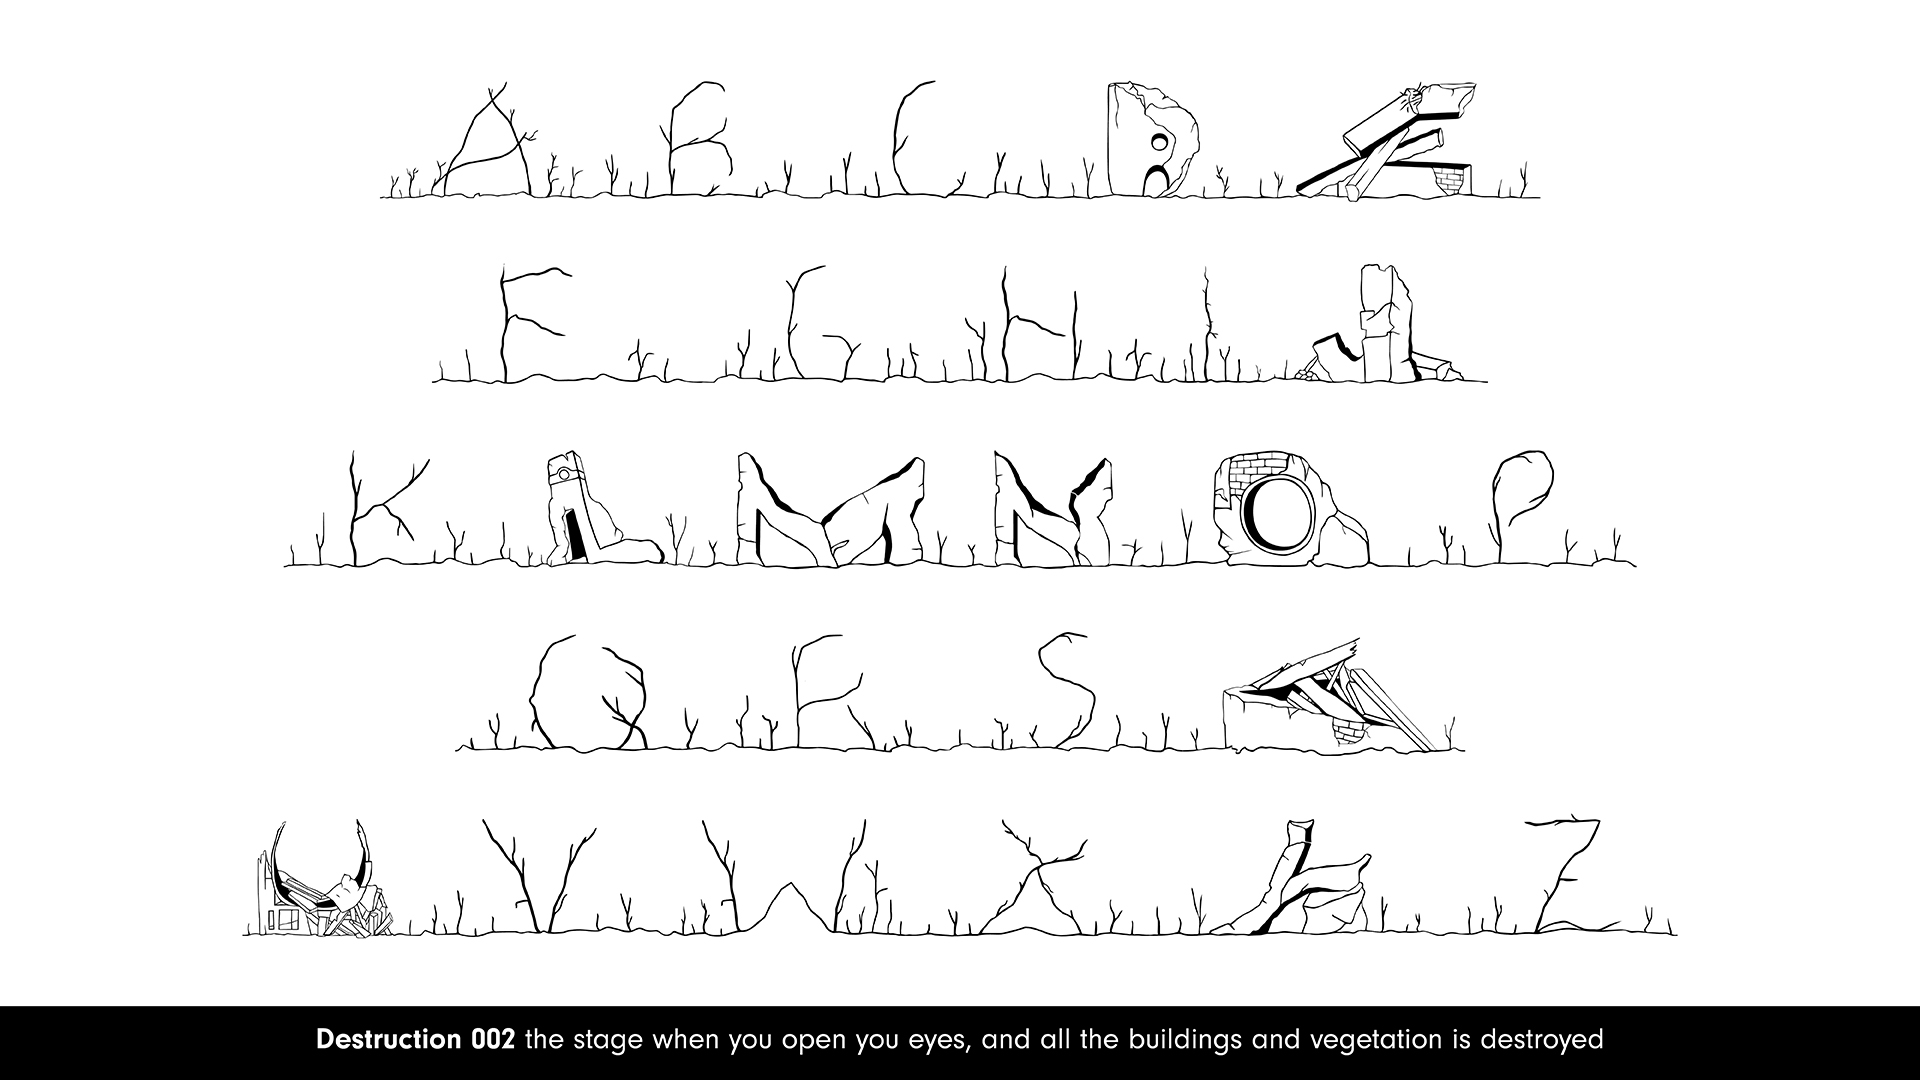 A B C D E
F G H I J
K L M N O P
Q R S T
U V W X Y Z
Destruction 002 the stage when you open you eyes, and all the buildings and vegetation is destroyed